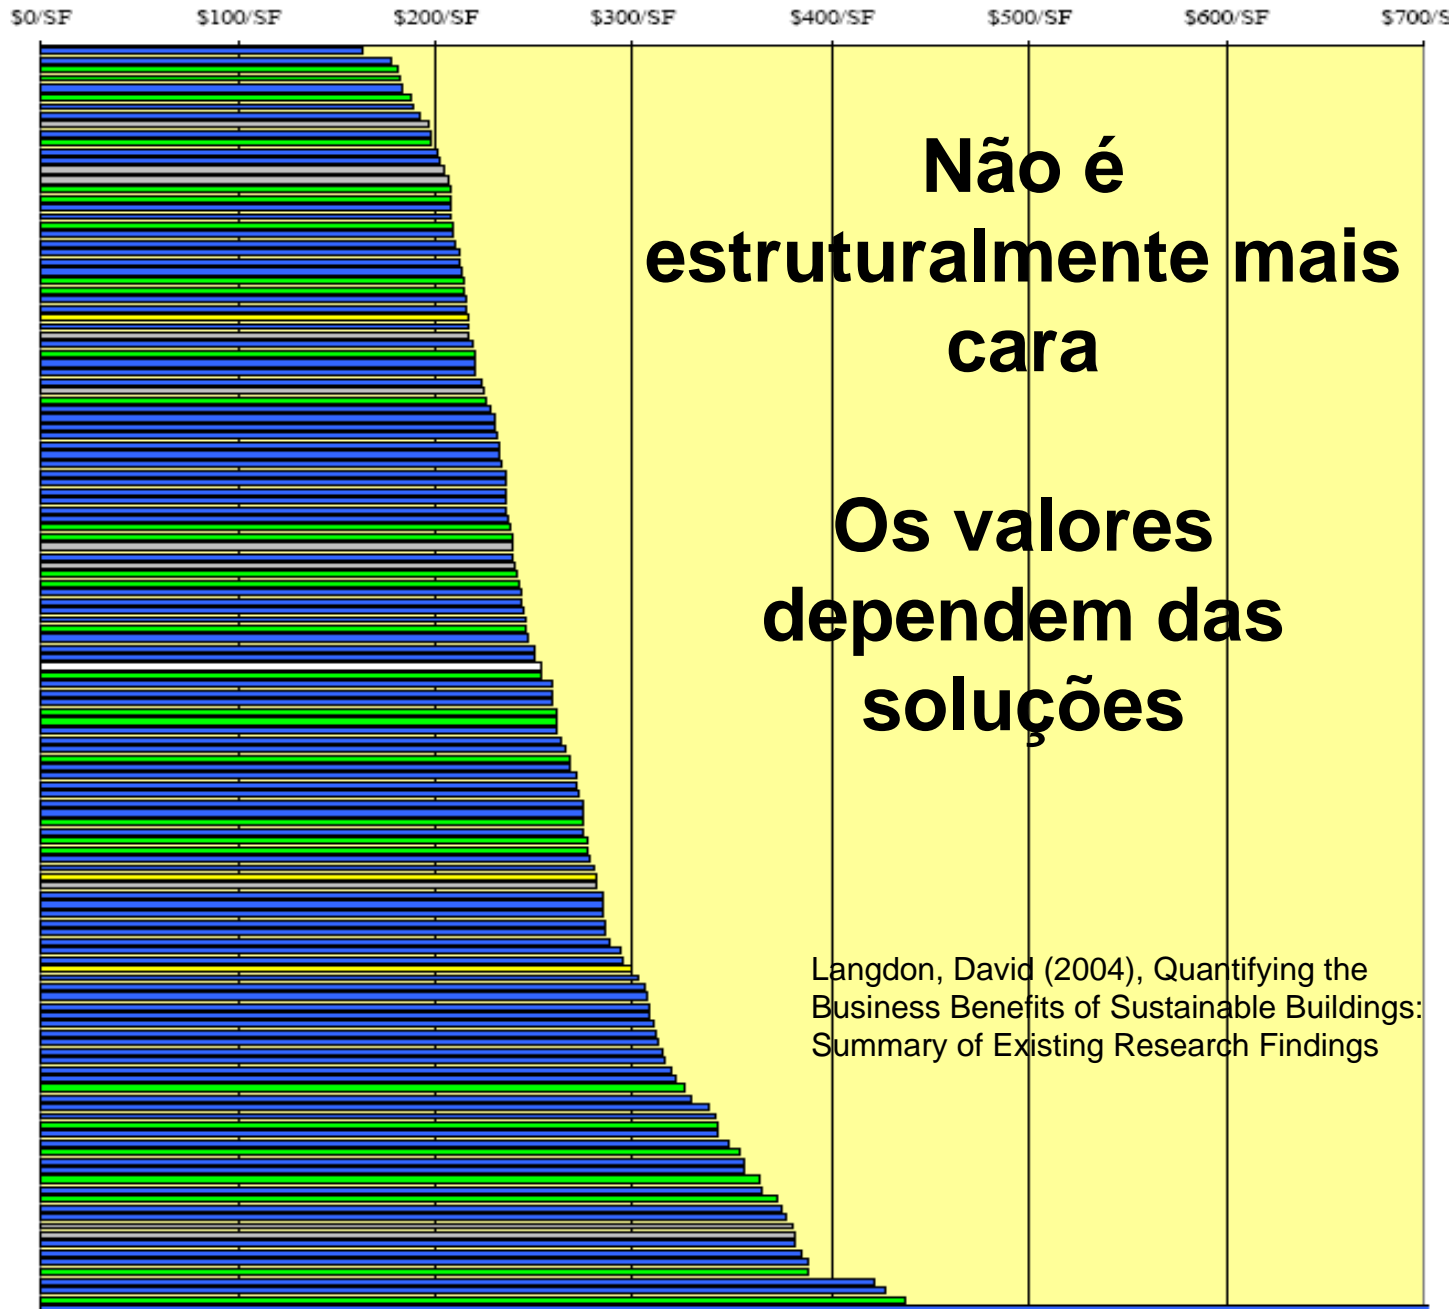 $0/SF $100/SF $200/SF $300/SF $400/SF $500/SF $600/SF $700/S
Não é
estruturalmente mais
cara
Os valores
dependem das
soluções
Langdon, David (2004), Quantifying the
Business Benefits of Sustainable Buildings:
Summary of Existing Research Findings